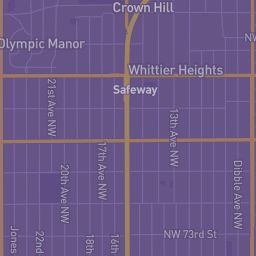 Crown Hill
Olympic Manor
NW
Whittier Heights
Safeway
21st Ave NW
13th Ave NW
17th Ave NW
20th Ave NW
Dibble Ave NW
Jones
22nd
18th
16th
NW 73rd St